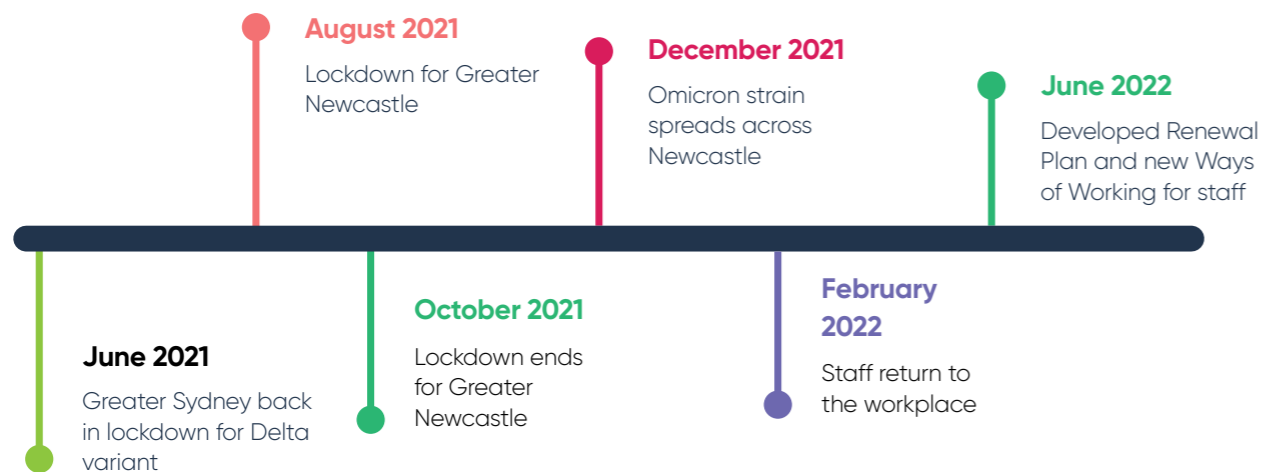 June 2021
Greater Sydney back
in lockdown for Delta
variant
August 2021
Lockdown for Greater
Newcastle
October 2021
Lockdown ends
for Greater
Newcastle
December 2021
Omicron strain
spreads across
Newcastle
February
2022
Staff return to
the workplace
June 2022
Developed Renewal
Plan and new Ways
of Working for staff